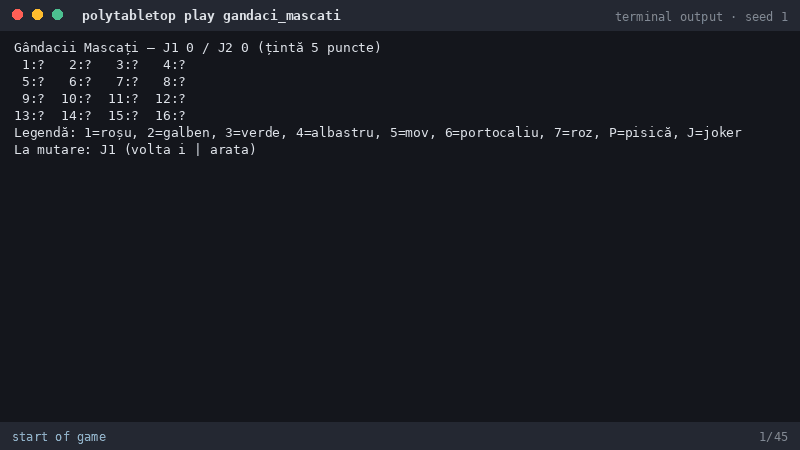 polytabletop play gandaci_mascati
terminal output · seed 1
Gândacii Mascați — J1 0 / J2 0 (țintă 5 puncte)
1:?   2:?   3:?   4:?
5:?   6:?   7:?   8:?
9:?  10:?  11:?  12:?
13:?  14:?  15:?  16:?
Legendă: 1=roșu, 2=galben, 3=verde, 4=albastru, 5=mov, 6=portocaliu, 7=roz, P=pisică, J=joker
La mutare: J1 (volta i | arata)
start of game
1/45